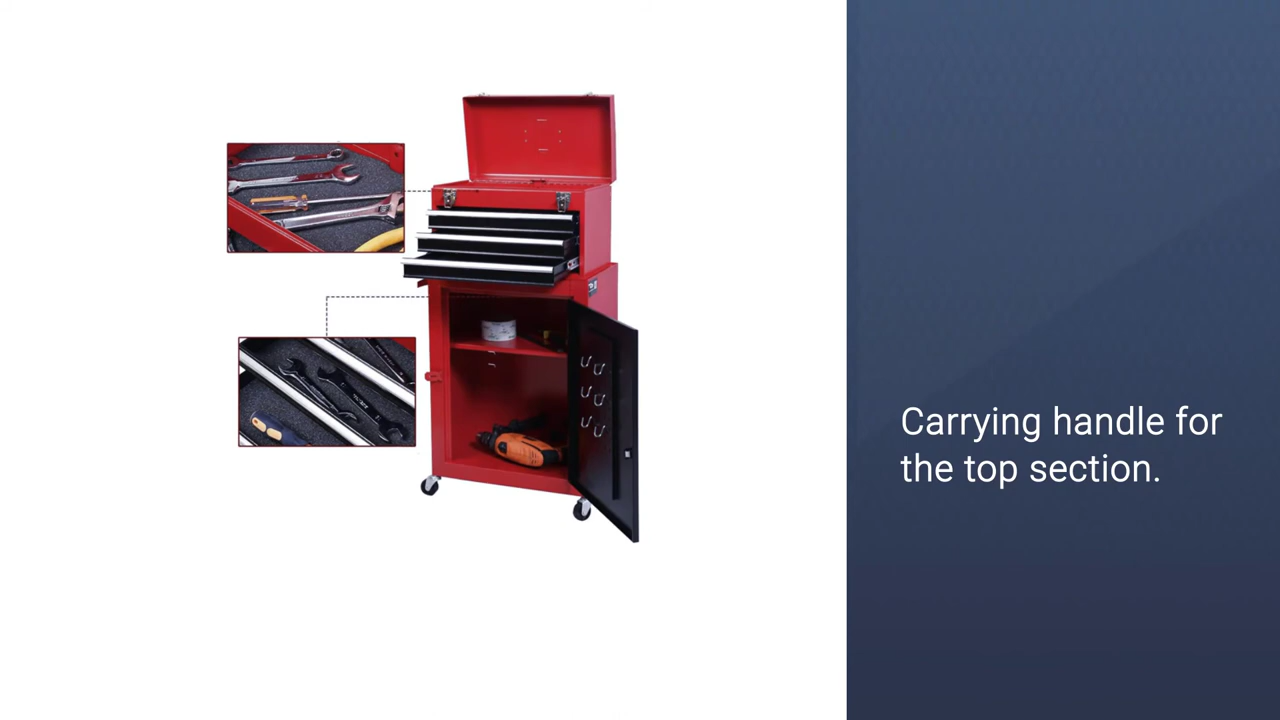 Carrying handle for
the top section.